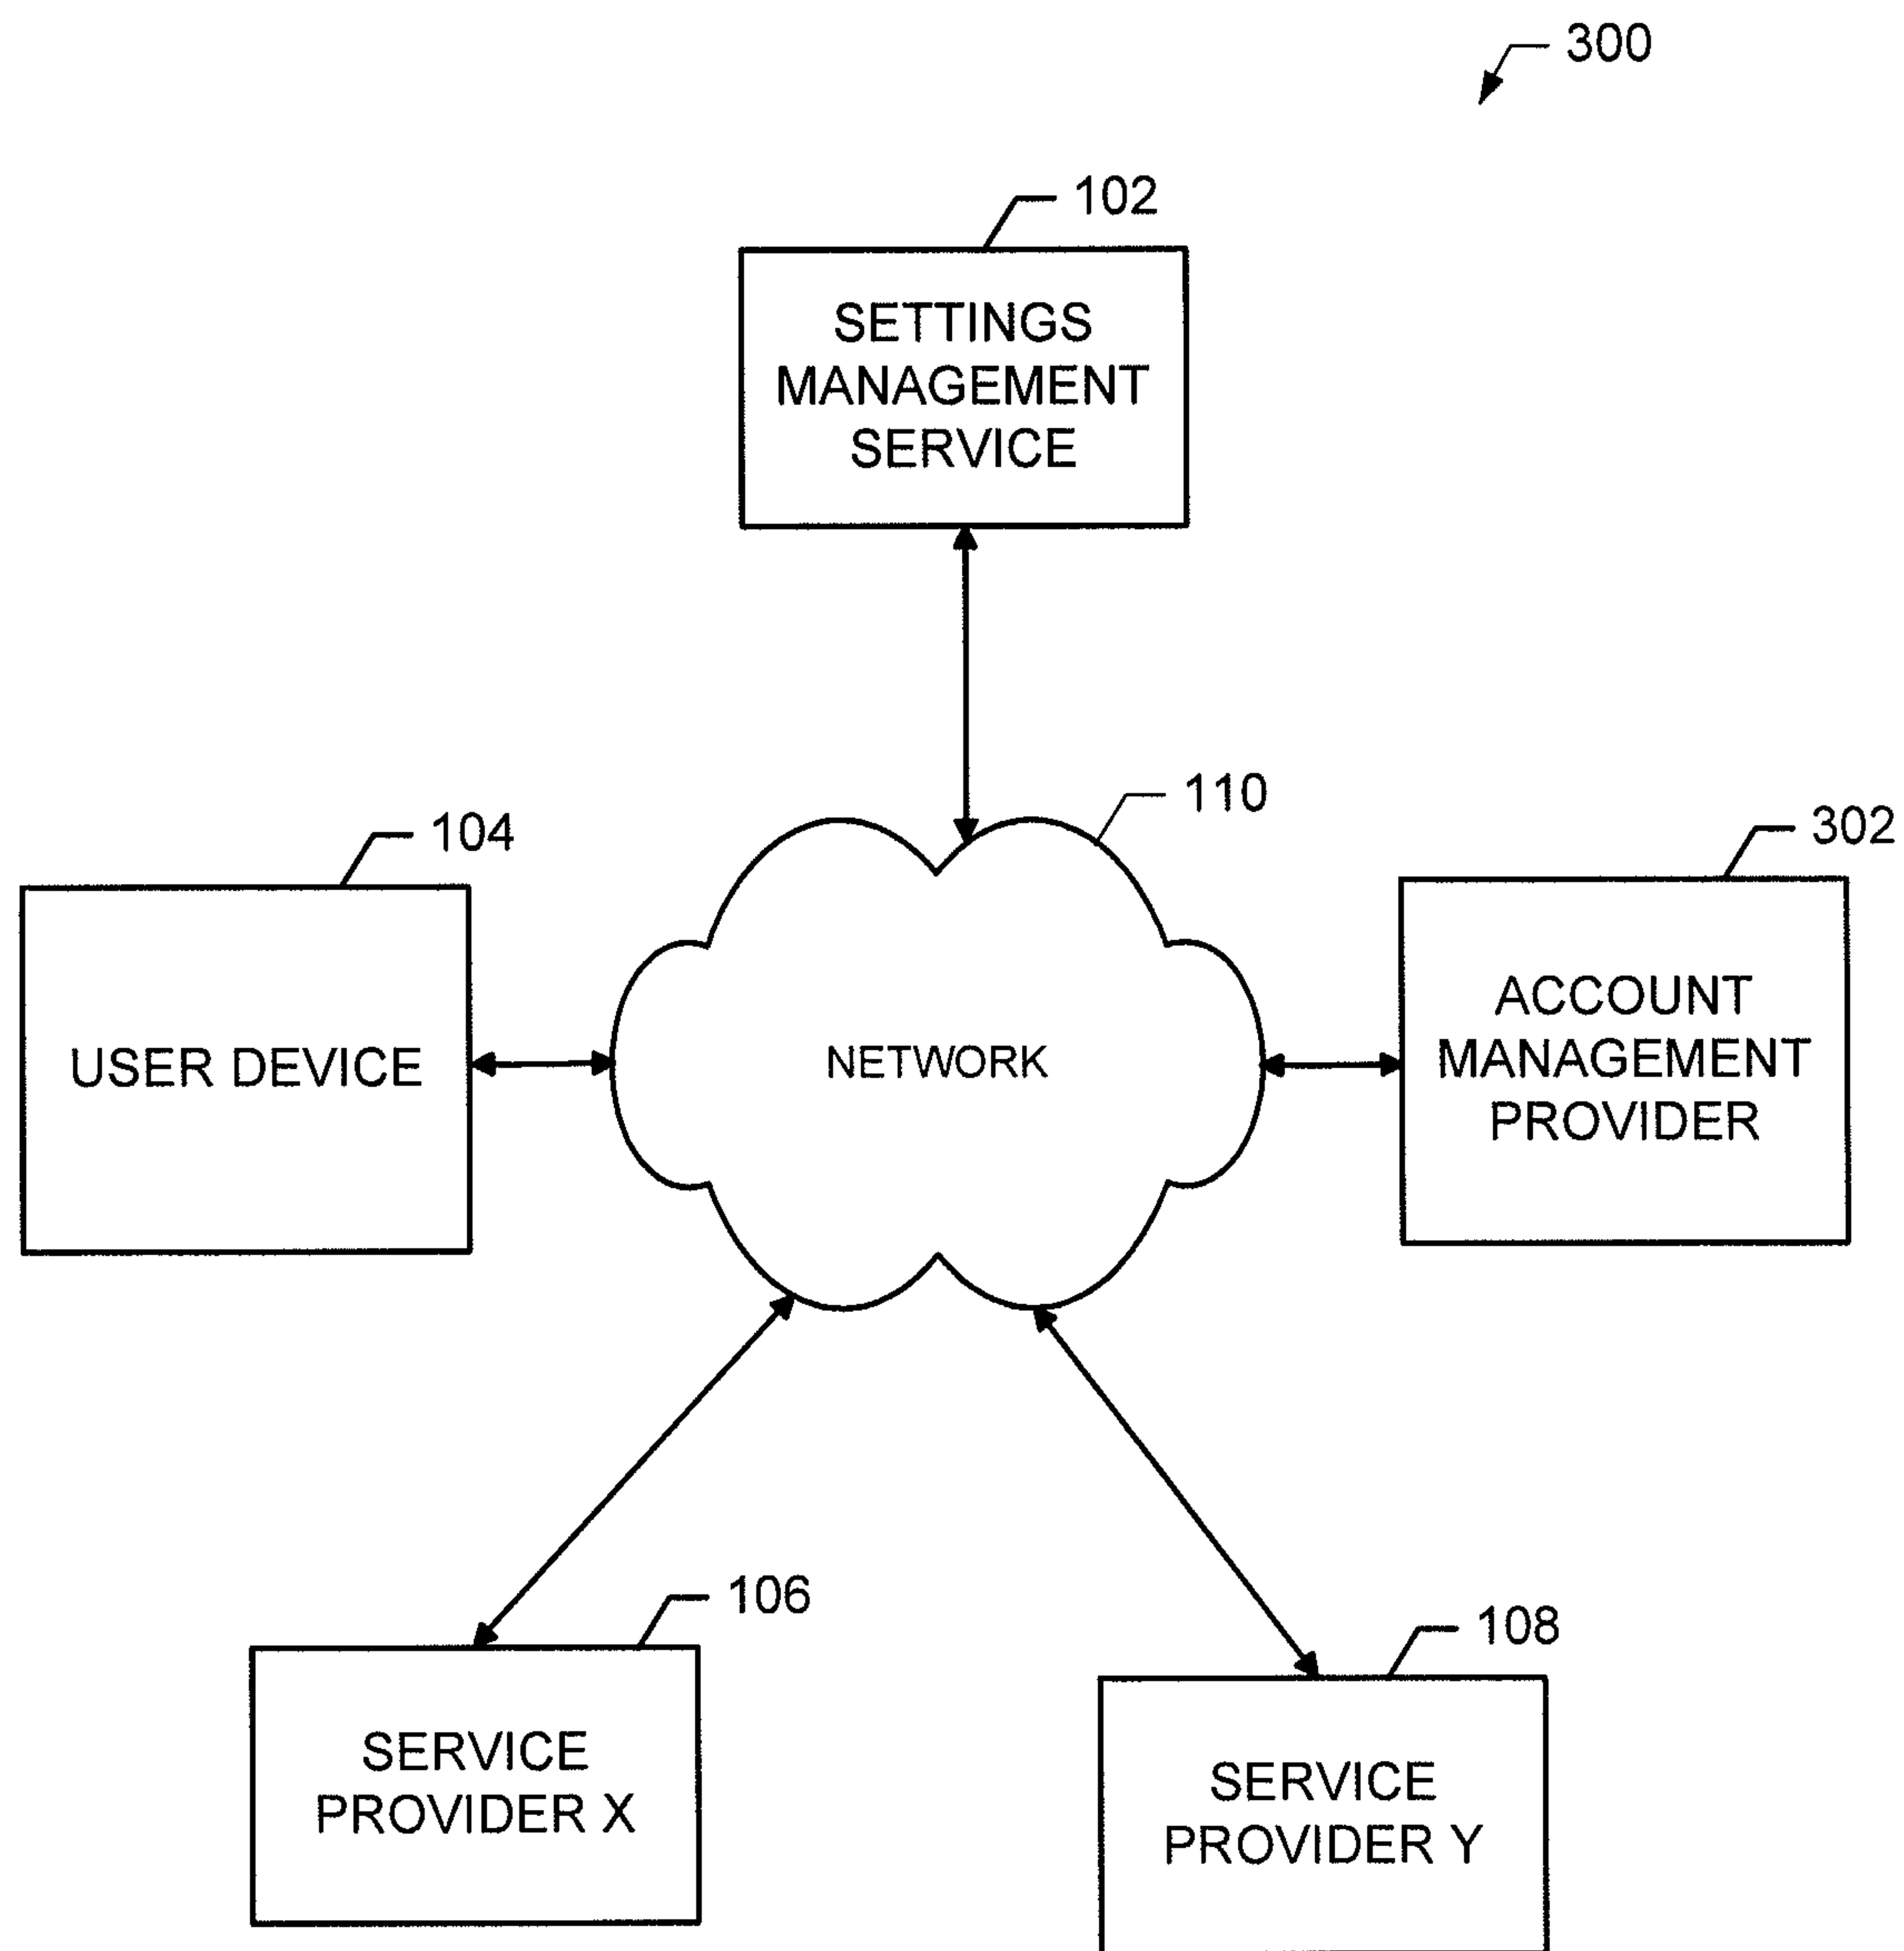 300
102
SETTINGS
MANAGEMENT
SERVICE
110
104
302
USER DEVICE
NETWORK
ACCOUNT
MANAGEMENT
PROVIDER
106
108
SERVICE
PROVIDER X
SERVICE
PROVIDER Y